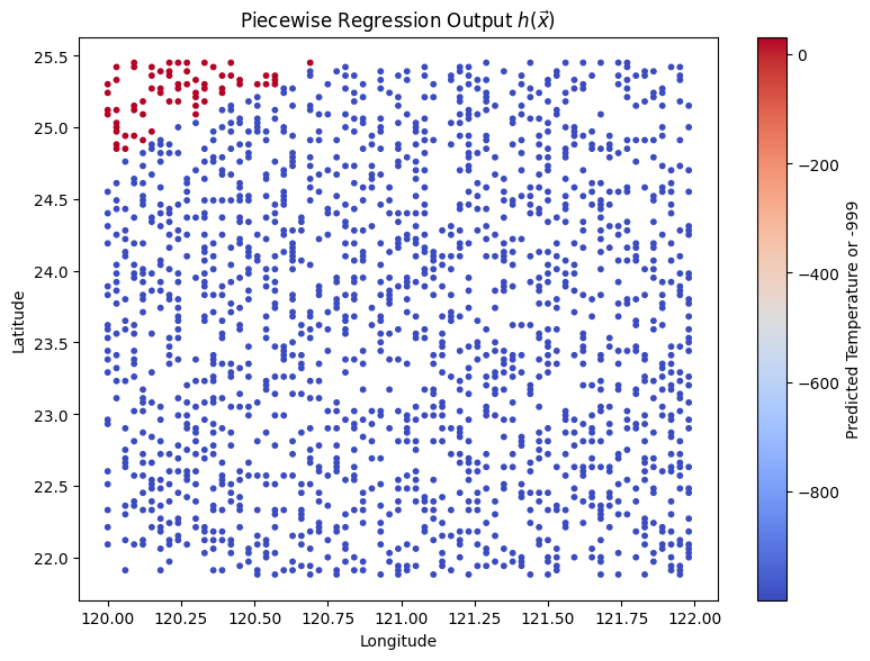 Piecewise Regression Output h(x⃗)
25.5
25.0
24.5
24.0
23.5
23.0
22.5
22.0
Latitude
120.00 120.25 120.50 120.75 121.00 121.25 121.50 121.75 122.00
Longitude
0
−200
−400
−600
−800
Predicted Temperature or -999